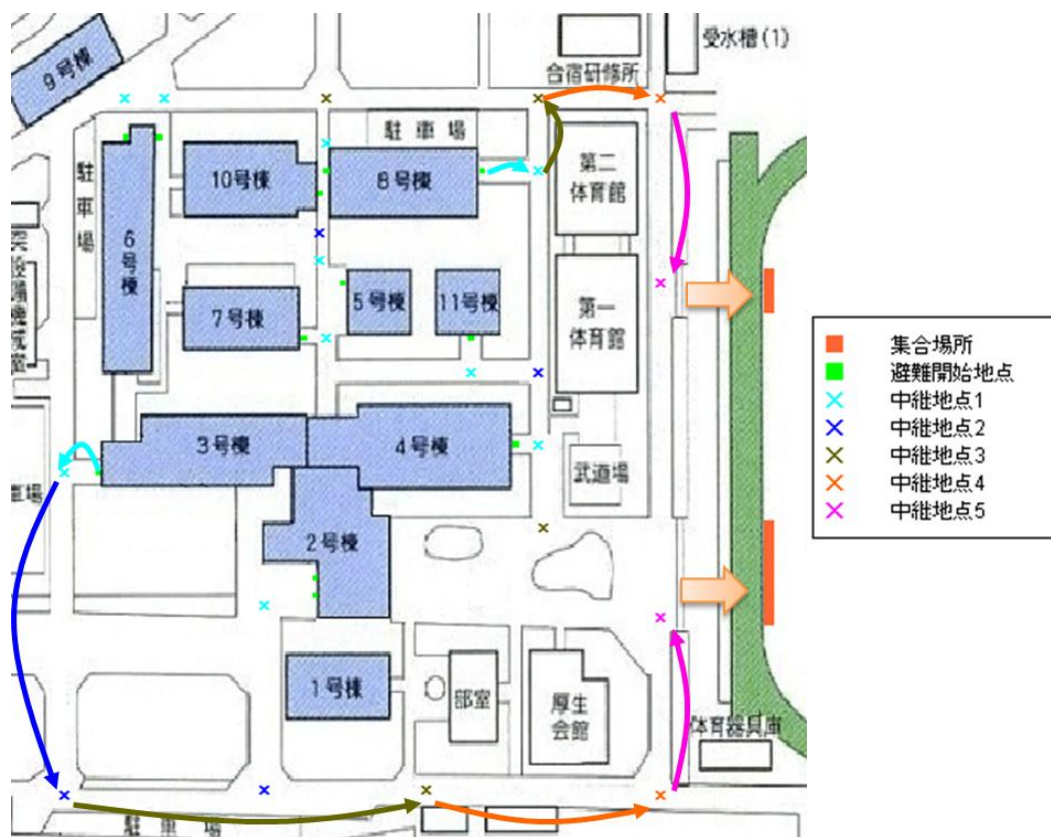 受水槽(1)
合宿研修所
9号棟
駐車場
10号棟
8号棟
第二
体育館
駐
車
場
6
号
棟
7号棟
5号棟
11号棟
第一
体育館
3号棟
4号棟
武道場
車場
2号棟
1号棟
部室
厚生
会館
体育器具庫
駐車場
集合場所
避難開始地点
中継地点1
中継地点2
中継地点3
中継地点4
中継地点5